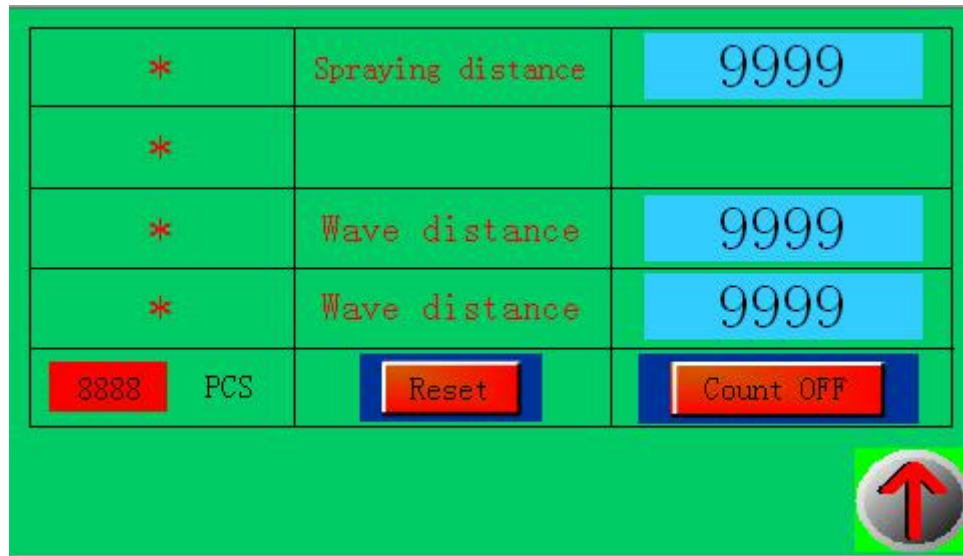 * Spraying distance 9999
*
* Wave distance 9999
* Wave distance 9999
8888 PCS Reset Count OFF